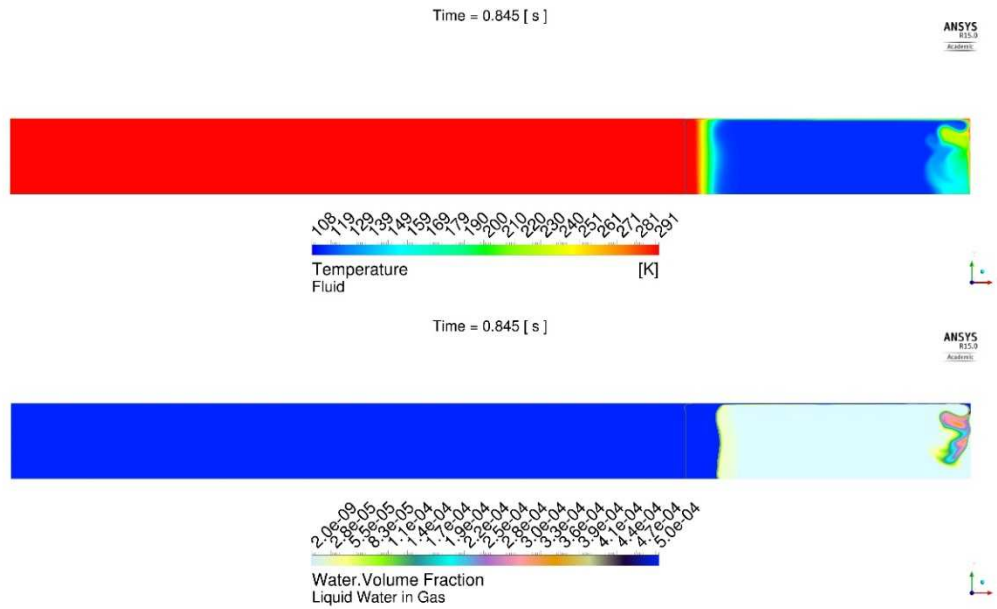 Time = 0.845 [ s ]
ANSYS
R15.0
Academic
108 119 129 139 149 159 169 179 190 200 210 220 230 240 251 261 271 281 291
Temperature [K]
Fluid
Time = 0.845 [ s ]
ANSYS
R15.0
Academic
2.0e-09 2.8e-05 5.5e-05 8.3e-05 1.1e-04 1.4e-04 1.7e-04 1.9e-04 2.2e-04 2.5e-04 2.8e-04 3.0e-04 3.3e-04 3.6e-04 3.9e-04 4.1e-04 4.4e-04 4.7e-04 5.0e-04
Water.Volume Fraction
Liquid Water in Gas